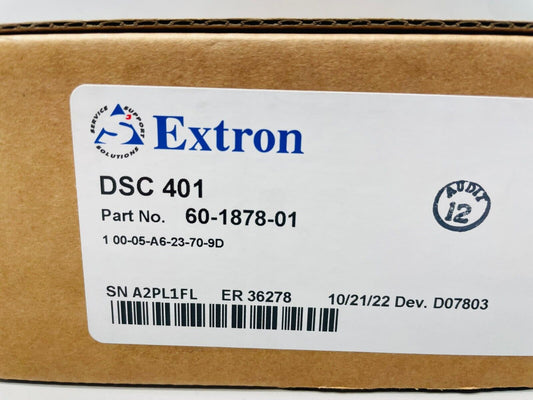 SERVICE SUPPORT SOLUTIONS
Extron
DSC 401
AUDIX
12
Part No. 60-1878-01
1 00-05-A6-23-70-9D
SN A2PL1FL ER 36278 10/21/22 Dev. D07803